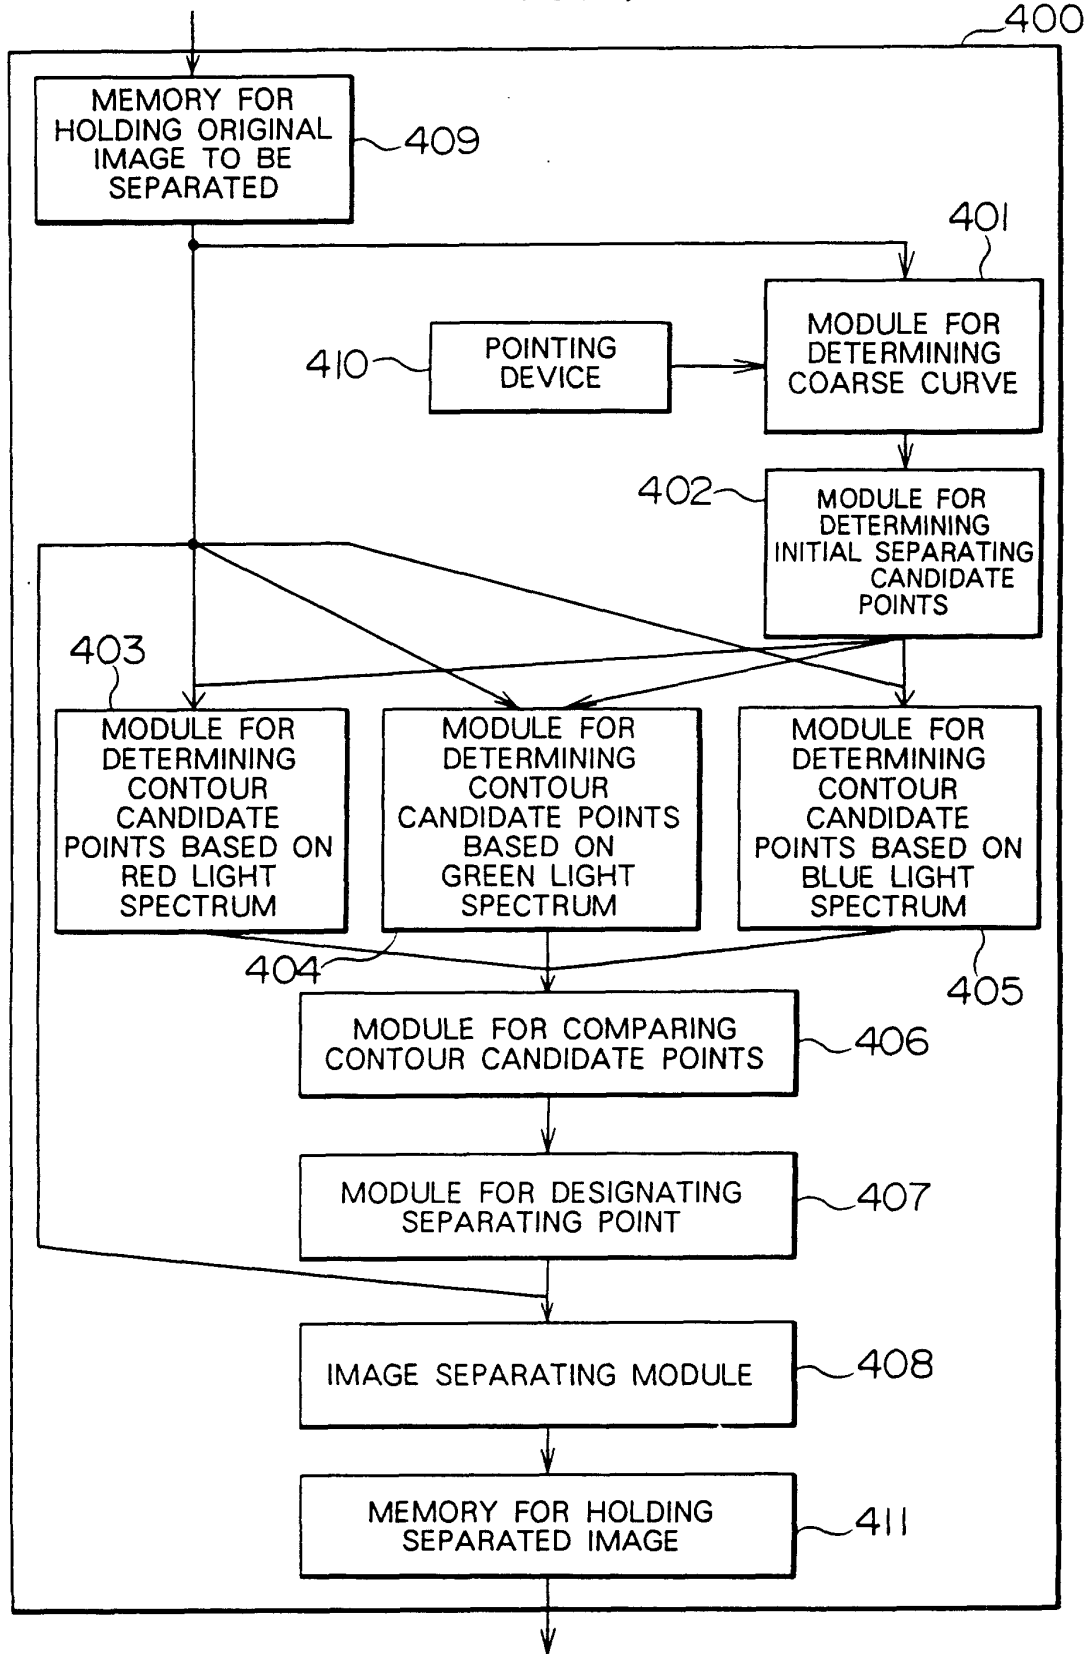 400
MEMORY FOR
HOLDING ORIGINAL
IMAGE TO BE
SEPARATED
409
401
MODULE FOR
DETERMINING
COARSE CURVE
POINTING
DEVICE
410
402
MODULE FOR
DETERMINING
INITIAL SEPARATING
CANDIDATE
POINTS
403
MODULE FOR
DETERMINING
CONTOUR
CANDIDATE
POINTS BASED ON
RED LIGHT
SPECTRUM
MODULE FOR
DETERMINING
CONTOUR
CANDIDATE POINTS
BASED ON
GREEN LIGHT
SPECTRUM
MODULE FOR
DETERMINING
CONTOUR
CANDIDATE
POINTS BASED ON
BLUE LIGHT
SPECTRUM
404
405
MODULE FOR COMPARING
CONTOUR CANDIDATE POINTS
406
MODULE FOR DESIGNATING
SEPARATING POINT
407
IMAGE SEPARATING MODULE
408
MEMORY FOR HOLDING
SEPARATED IMAGE
411